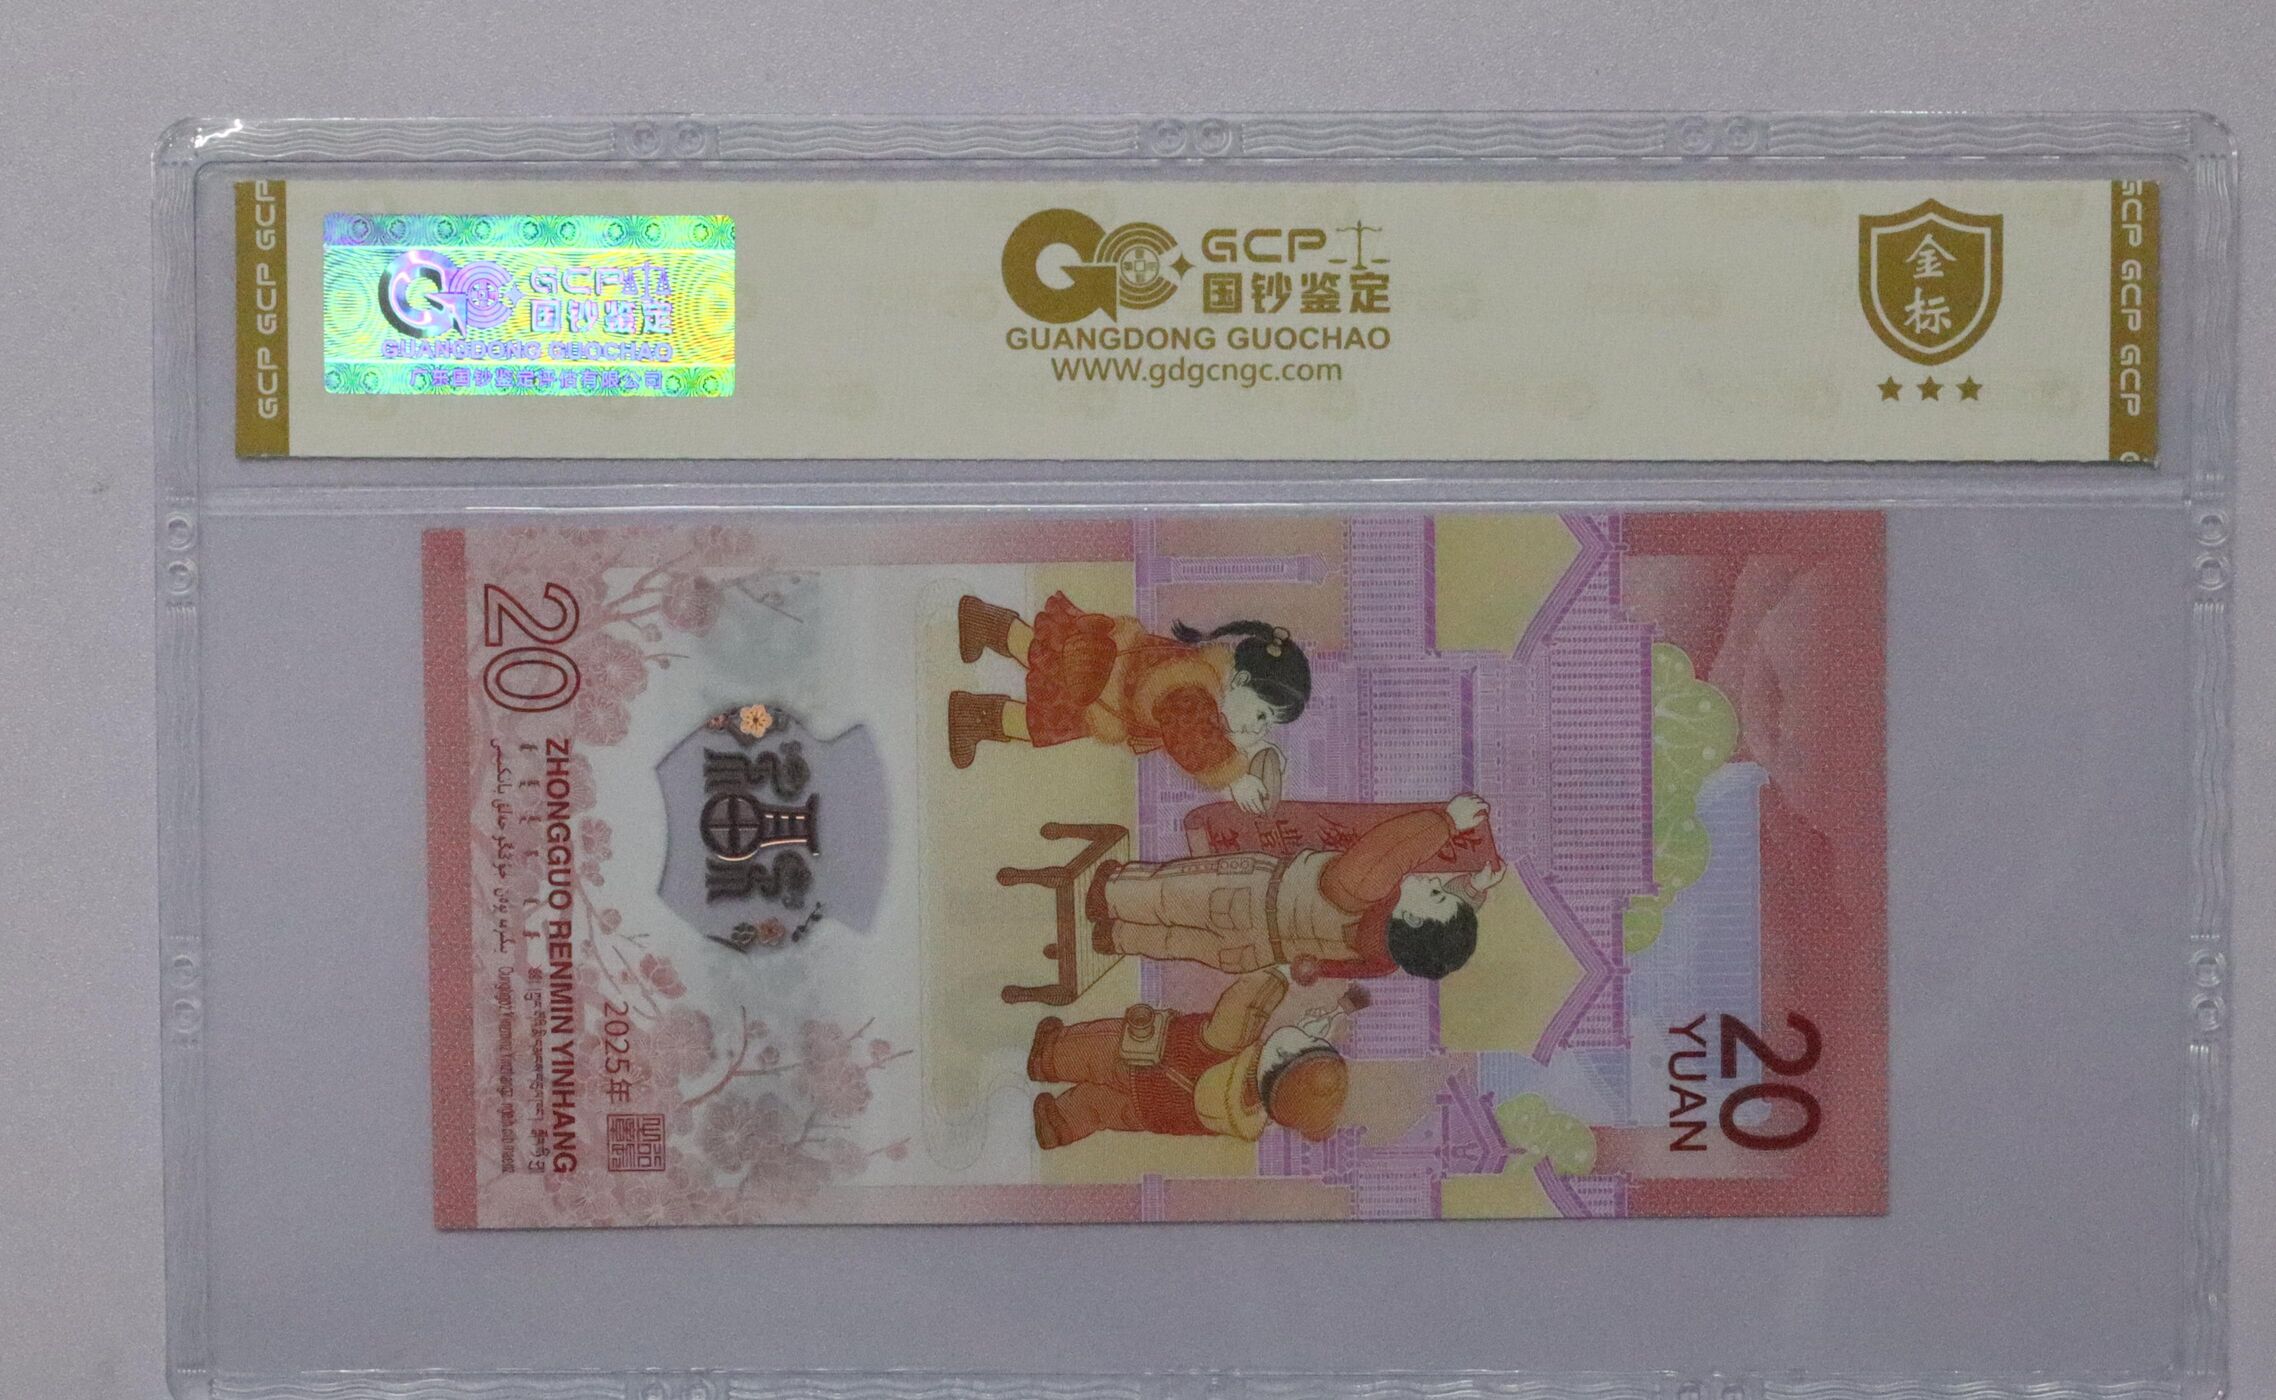 GCP GCP GCP
GCP
国钞鉴定
GUANGDONG GUOCHAO
广东国钞鉴定评估有限公司
GCP
国钞鉴定
GUANGDONG GUOCHAO
WWW.gdgcngc.com
金标
GCP GCP GCP
20
ZHONGGUO RENMIN YINHANG
2025年
20
YUAN